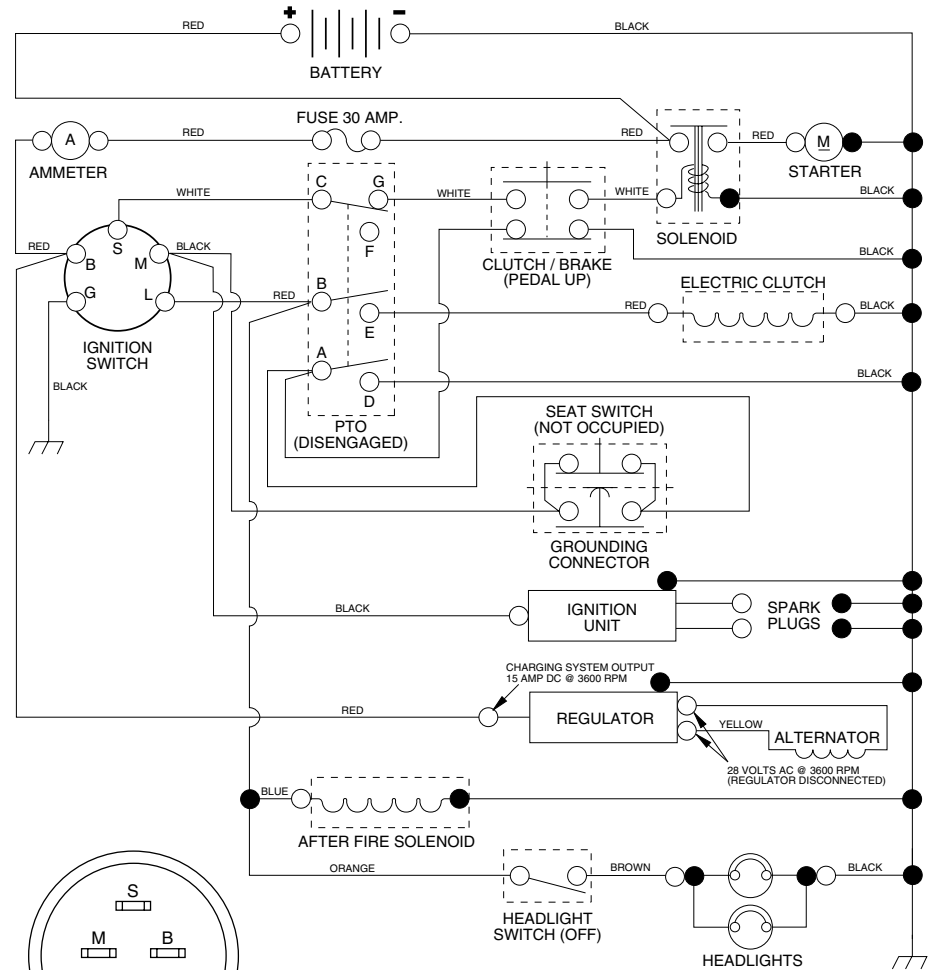 RED
+
-
BLACK
BATTERY
A
RED
FUSE 30 AMP.
RED
RED
M
AMMETER
STARTER
WHITE
C
G
WHITE
WHITE
BLACK
SOLENOID
S
F
RED
B
M
BLACK
CLUTCH / BRAKE
(PEDAL UP)
BLACK
G
L
RED
B
RED
ELECTRIC CLUTCH
BLACK
E
IGNITION
SWITCH
A
BLACK
D
BLACK
PTO
(DISENGAGED)
SEAT SWITCH
(NOT OCCUPIED)
GROUNDING
CONNECTOR
BLACK
IGNITION
UNIT
SPARK
PLUGS
CHARGING SYSTEM OUTPUT
15 AMP DC @ 3600 RPM
RED
REGULATOR
YELLOW
ALTERNATOR
28 VOLTS AC @ 3600 RPM
(REGULATOR DISCONNECTED)
BLUE
AFTER FIRE SOLENOID
ORANGE
BROWN
BLACK
HEADLIGHT
SWITCH (OFF)
HEADLIGHTS
S
M
B